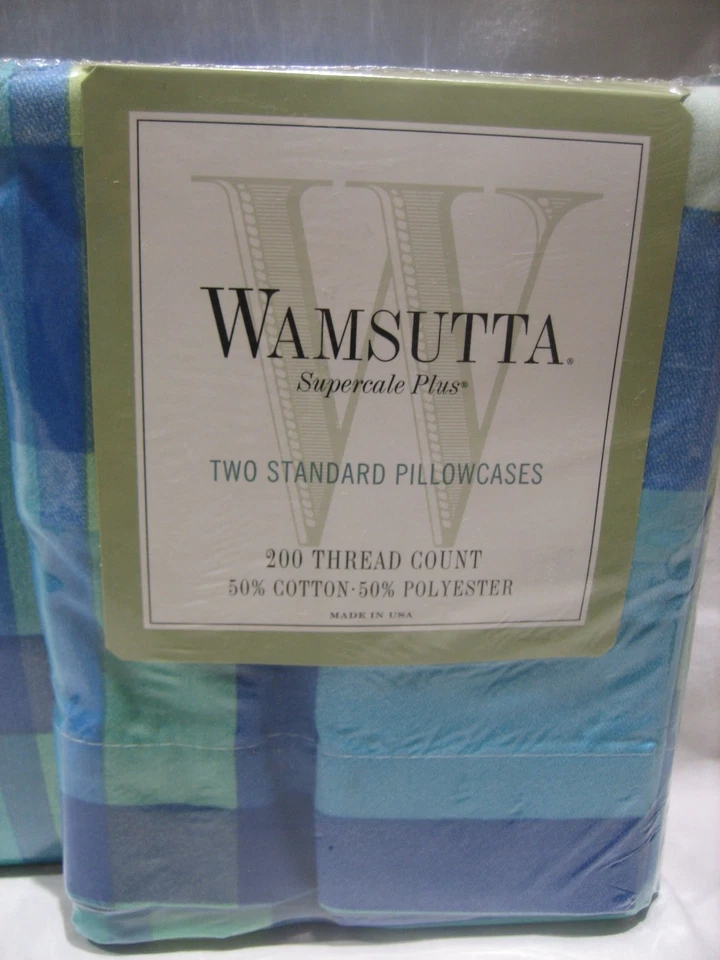 W
WAMSUTTA®
Supercale Plus®
TWO STANDARD PILLOWCASES
200 THREAD COUNT
50% COTTON·50% POLYESTER
MADE IN USA